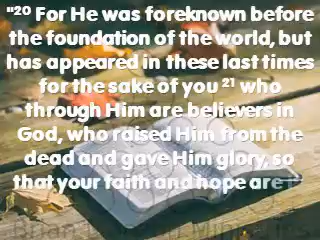 "²⁰ For He was foreknown before
the foundation of the world, but
has appeared in these last times
for the sake of you ²¹ who
through Him are believers in
God, who raised Him from the
dead and gave Him glory, so
that your faith and hope are